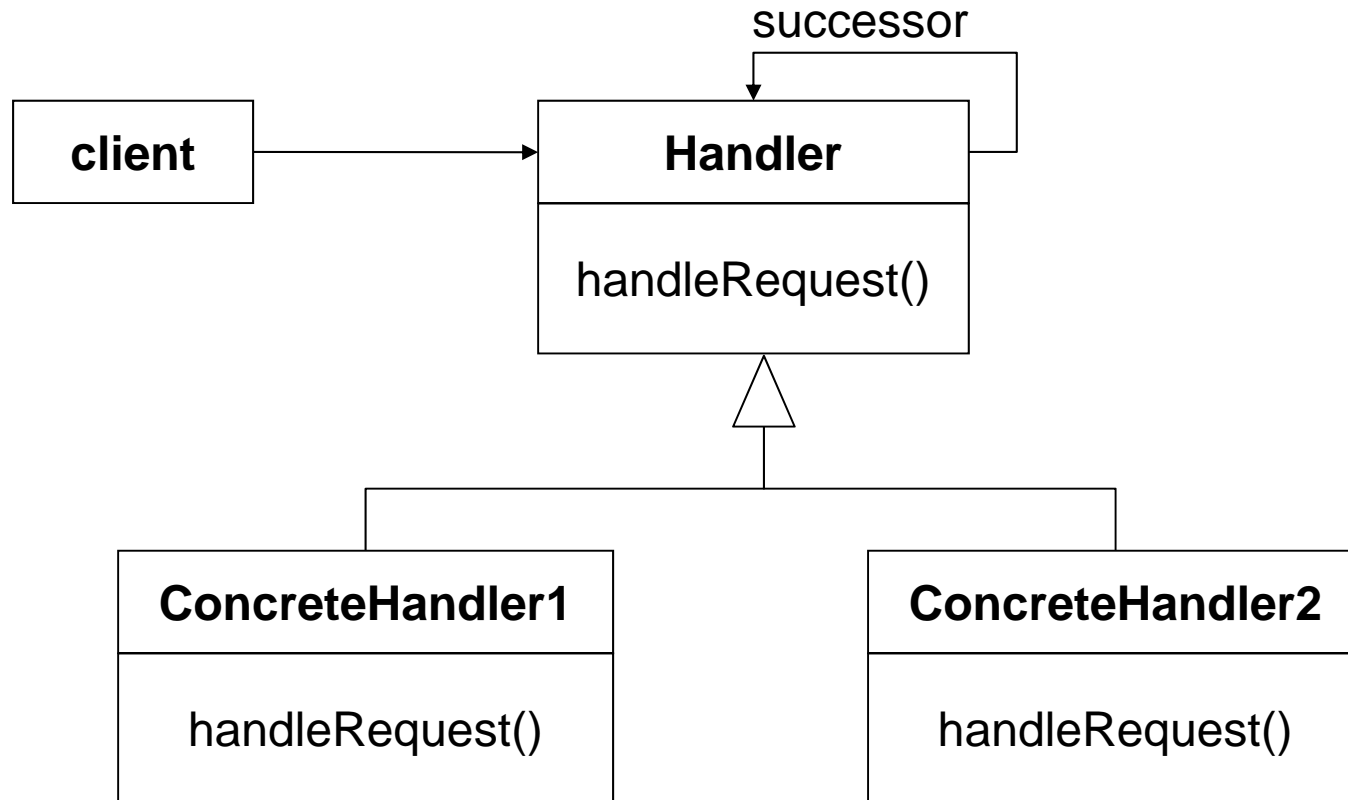 successor
client
Handler
handleRequest()
ConcreteHandler1
ConcreteHandler2
handleRequest()
handleRequest()